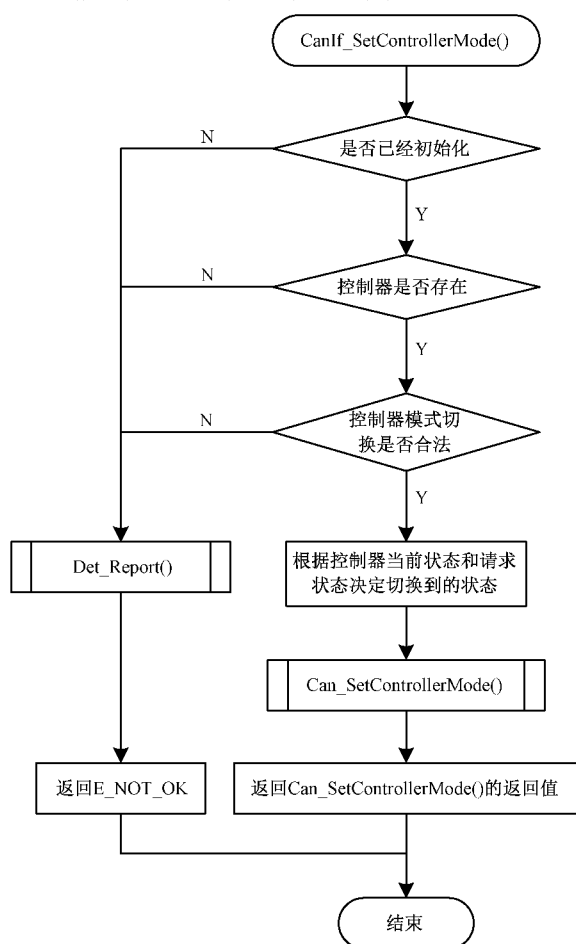 CanIf_SetControllerMode()
是否已经初始化
N
Y
控制器是否存在
N
Y
控制器模式切
换是否合法
N
Y
Det_Report()
根据控制器当前状态和请求
状态决定切换到的状态
Can_SetControllerMode()
返回E_NOT_OK
返回Can_SetControllerMode()的返回值
结束